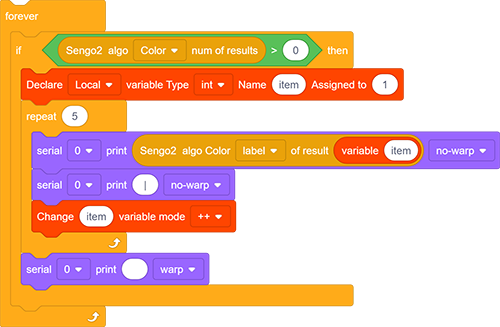 forever
if Sengo2 algo Color num of results > 0 then
Declare Local variable Type int Name item Assigned to 1
repeat 5
serial 0 print Sengo2 algo Color label of result variable item no-warp
serial 0 print | no-warp
Change item variable mode ++
serial 0 print warp